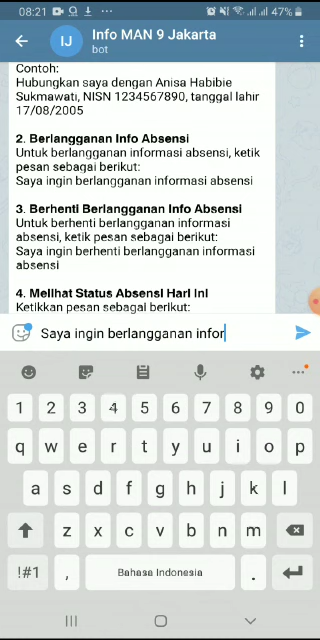 08:21 47%
IJ
Info MAN 9 Jakarta
bot
Contoh:
Hubungkan saya dengan Anisa Habibie
Sukmawati, NISN 1234567890, tanggal lahir
17/08/2005
2. Berlangganan Info Absensi
Untuk berlangganan informasi absensi, ketik
pesan sebagai berikut:
Saya ingin berlangganan informasi absensi
3. Berhenti Berlangganan Info Absensi
Untuk berhenti berlangganan informasi
absensi, ketik pesan sebagai berikut:
Saya ingin berhenti berlangganan informasi
absensi
4. Melihat Status Absensi Hari Ini
Ketikkan pesan sebagai berikut:
Saya ingin berlangganan infor
1 2 3 4 5 6 7 8 9 0
q w e r t y u i o p
a s d f g h j k l
z x c v b n m
!#1 , Bahasa Indonesia .